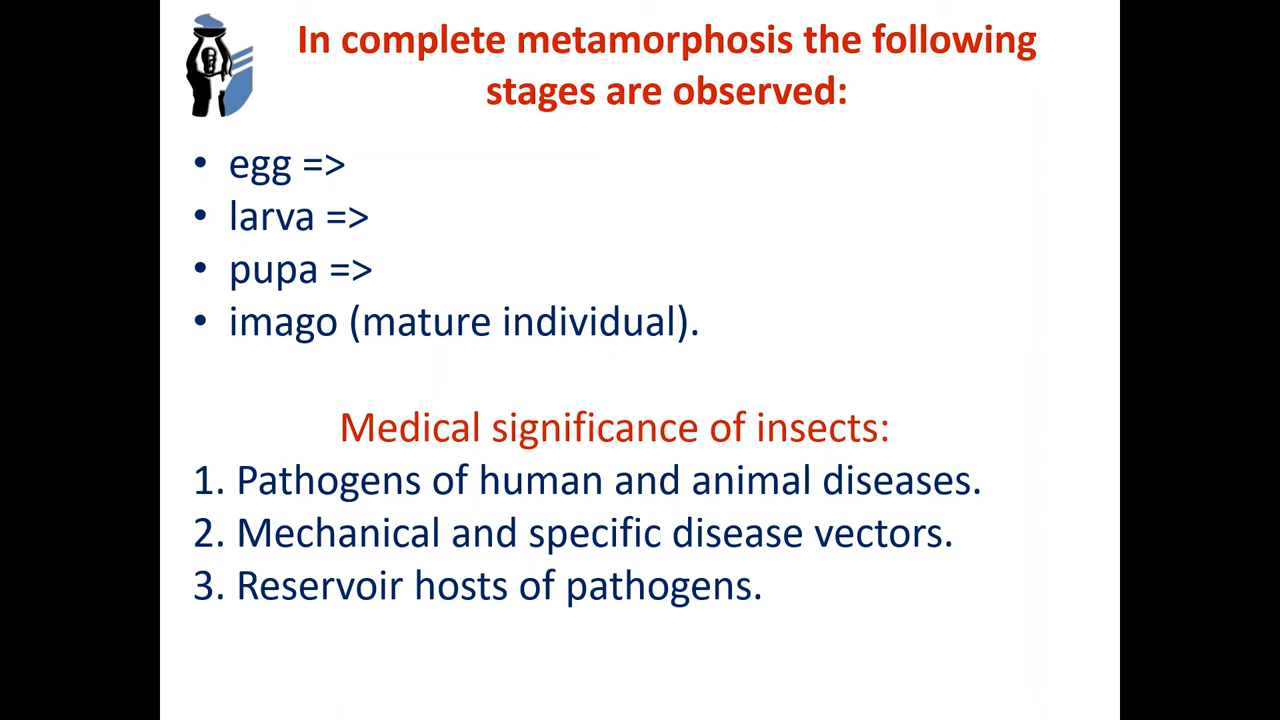 In complete metamorphosis the following
stages are observed:
• egg =>
• larva =>
• pupa =>
• imago (mature individual).
Medical significance of insects:
1. Pathogens of human and animal diseases.
2. Mechanical and specific disease vectors.
3. Reservoir hosts of pathogens.